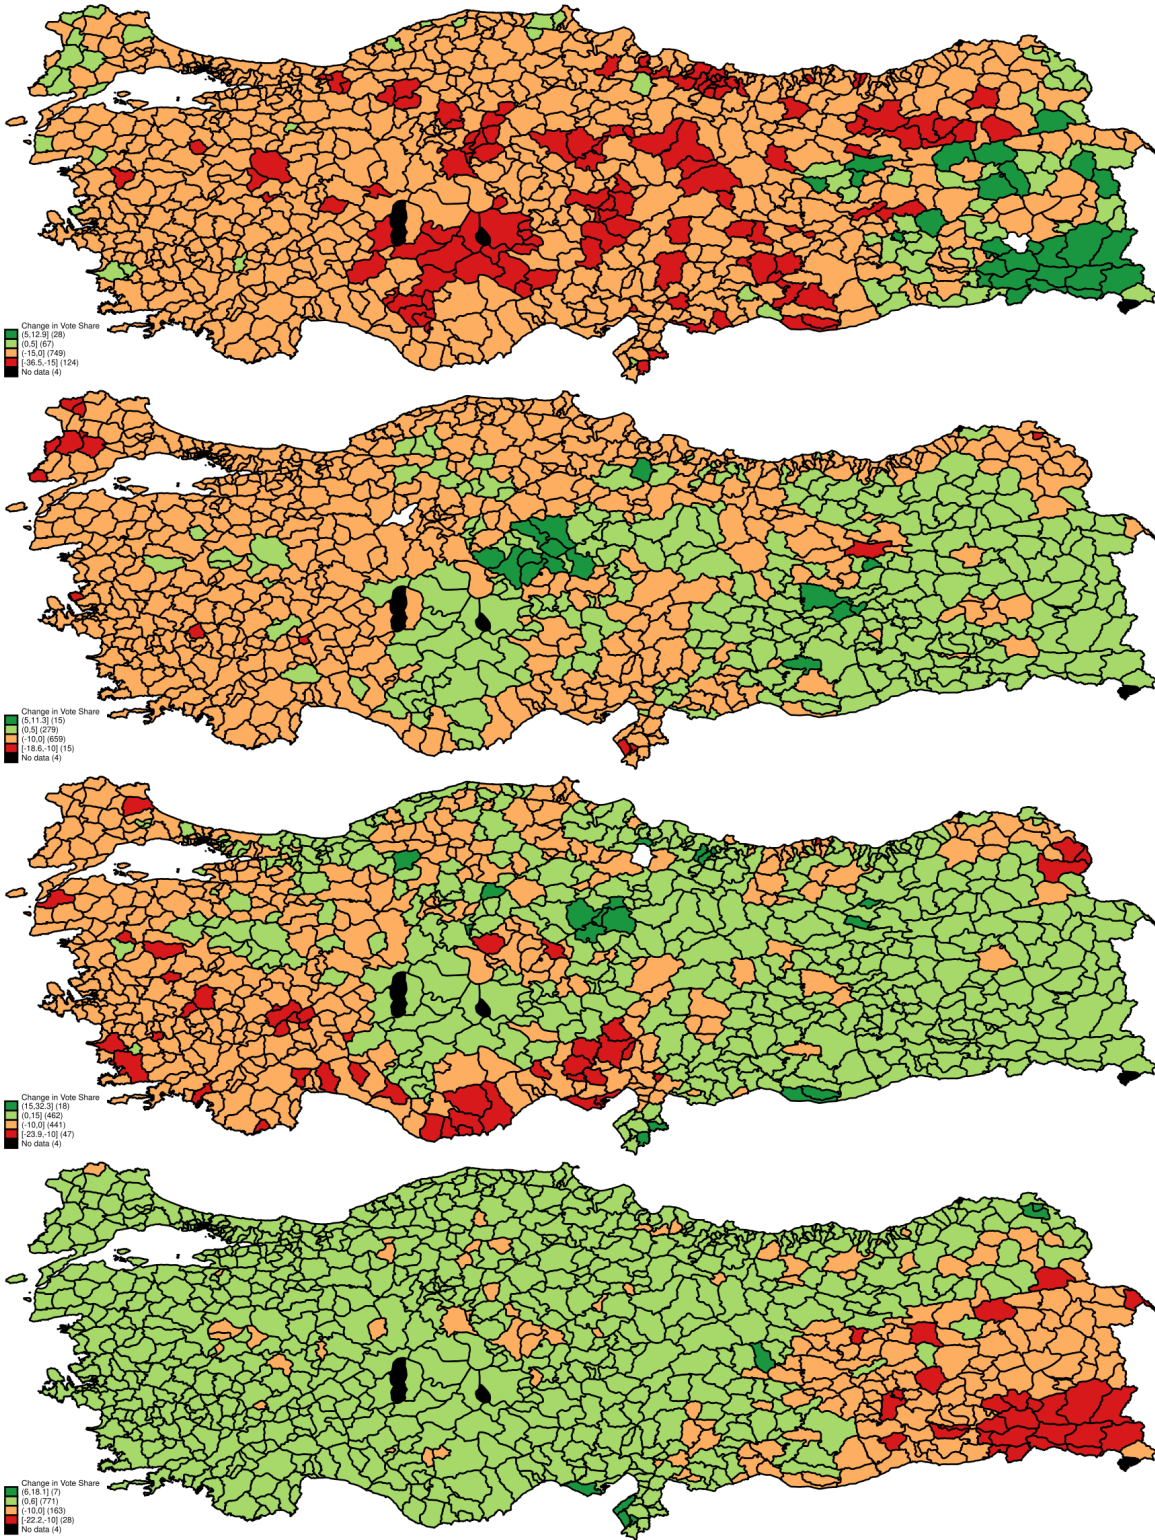 Change in Vote Share
(5,12.9] (28)
(0,5] (67)
(-15,0] (749)
[-36.5,-15] (124)
No data (4)
Change in Vote Share
(5,11.3] (15)
(0,5] (279)
(-10,0] (659)
[-18.6,-10] (15)
No data (4)
Change in Vote Share
(15,32.3] (18)
(0,15] (462)
(-10,0] (441)
[-23.9,-10] (47)
No data (4)
Change in Vote Share
(6,18.1] (7)
(0,6] (771)
(-10,0] (163)
[-22.2,-10] (28)
No data (4)